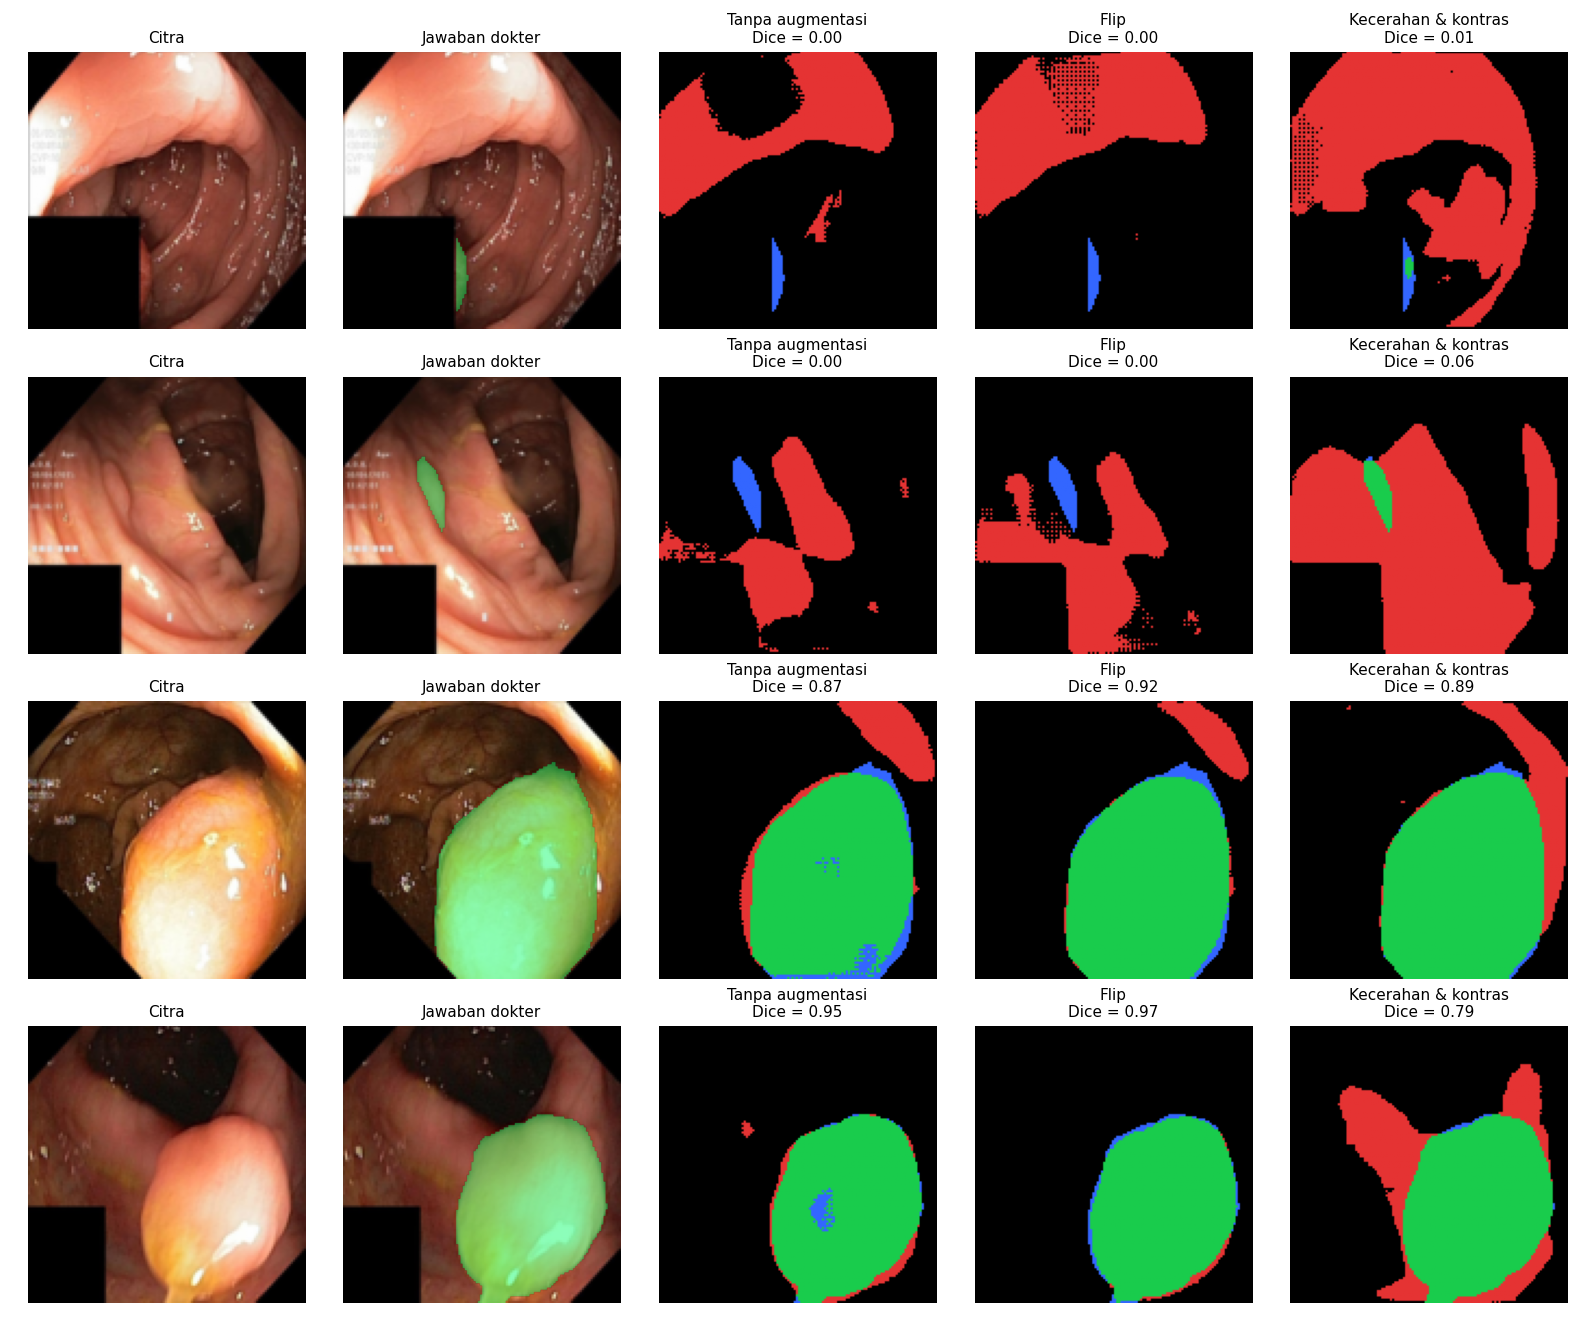 Citra
Jawaban dokter
Tanpa augmentasi
Dice = 0.00
Flip
Dice = 0.00
Kecerahan & kontras
Dice = 0.01
Citra
Jawaban dokter
Tanpa augmentasi
Dice = 0.00
Flip
Dice = 0.00
Kecerahan & kontras
Dice = 0.06
Citra
Jawaban dokter
Tanpa augmentasi
Dice = 0.87
Flip
Dice = 0.92
Kecerahan & kontras
Dice = 0.89
Citra
Jawaban dokter
Tanpa augmentasi
Dice = 0.95
Flip
Dice = 0.97
Kecerahan & kontras
Dice = 0.79